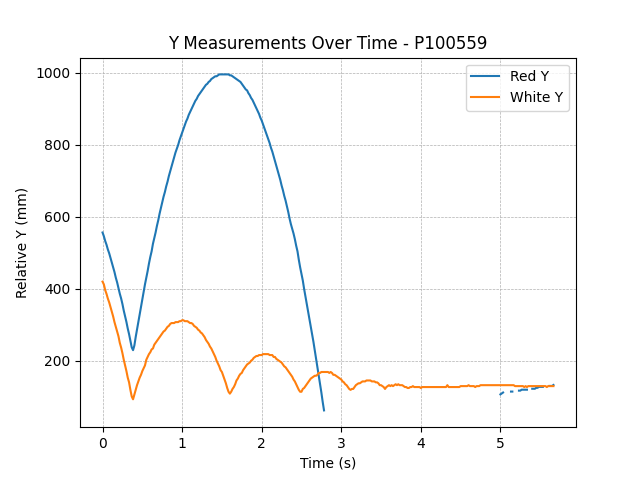 Y Measurements Over Time - P100559
Red Y
White Y
Relative Y (mm)
1000
800
600
400
200
0 1 2 3 4 5
Time (s)